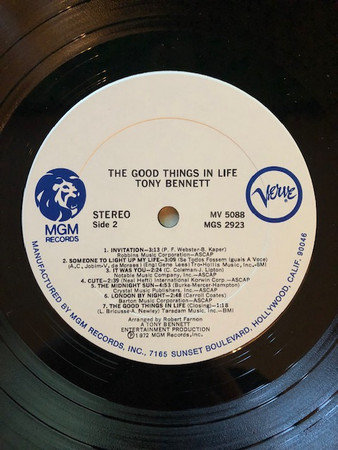 THE GOOD THINGS IN LIFE
TONY BENNETT
MGM
RECORDS
Verve
STEREO
Side 2
MV 5088
MGS 2923
1. INVITATION—3:13 (P. F. Webster-B. Kaper)
Robbins Music Corporation—ASCAP
2. SOMEONE TO LIGHT UP MY LIFE—3:09 (Se Todos Fossem Iguais A Voce)
(A.C. Jobim-V. de Moraes) (Engl Gene Lees) Tro-Hollis Music, Inc.,—BMI
3. IT WAS YOU—2:24 (C. Coleman-J. Lipton)
Notable Music Company, Inc.—ASCAP
4. CUTE—2:39 (Neal Hefti) International Korwin Corp.—ASCAP
5. THE MIDNIGHT SUN—4:53 (Burke-Mercer-Hampton)
Crystal Music Publishers, Inc.—ASCAP
6. LONDON BY NIGHT—2:48 (Carroll Coates)
Barton Music Corporation—ASCAP
7. THE GOOD THINGS IN LIFE (Closing)—1:18
(L. Bricusse-A. Newley) Taradam Music, Inc.,—BMI
Arranged by Robert Farnon
A TONY BENNETT
ENTERTAINMENT PRODUCTION
Ⓟ1972 MGM RECORDS, INC.
MANUFACTURED BY MGM RECORDS, INC., 7165 SUNSET BOULEVARD, HOLLYWOOD, CALIF. 90046